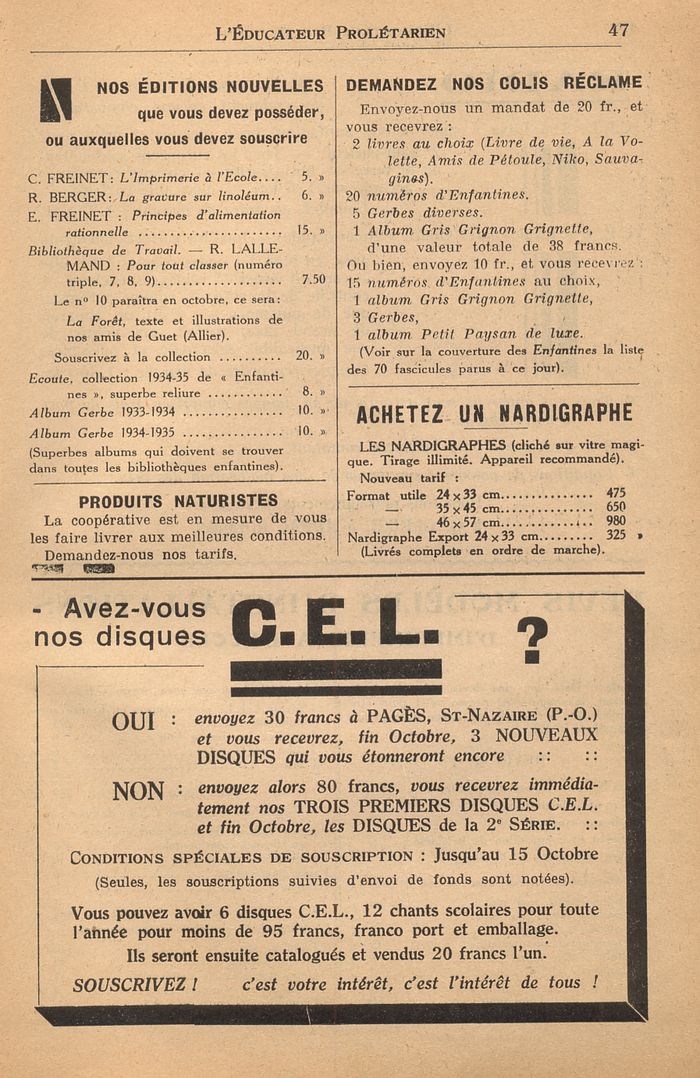 L'Éducateur Prolétarien 47
NOS ÉDITIONS NOUVELLES
que vous devez posséder,
ou auxquelles vous devez souscrire
C. FREINET : L'Imprimerie à l'Ecole.... 5. »
R. BERGER: La gravure sur linoléum.. 6. »
E. FREINET : Principes d'alimentation
rationnelle ...................... 15. »
Bibliothèque de Travail. — R. LALLE-
MAND : Pour tout classer (numéro
triple, 7, 8, 9)................... 7.50
Le n° 10 paraîtra en octobre, ce sera:
La Forêt, texte et illustrations de
nos amis de Guet (Allier).
Souscrivez à la collection .......... 20. »
Ecoute, collection 1934-35 de « Enfanti-
nes », superbe reliure ............ 8. »
Album Gerbe 1933-1934 ................ 10. »
Album Gerbe 1934-1935 ................ 10. »
(Superbes albums qui doivent se trouver
dans toutes les bibliothèques enfantines).
PRODUITS NATURISTES
La coopérative est en mesure de vous
les faire livrer aux meilleures conditions.
Demandez-nous nos tarifs.
DEMANDEZ NOS COLIS RÉCLAME
Envoyez-nous un mandat de 20 fr., et
vous recevrez :
2 livres au choix (Livre de vie, A la Vo-
lette, Amis de Pétoule, Niko, Sauva-
gines).
20 numéros d'Enfantines.
5 Gerbes diverses.
1 Album Gris Grignon Grignette,
d'une valeur totale de 38 francs.
Ou bien, envoyez 10 fr., et vous recevrez :
15 numéros d'Enfantines au choix,
1 album Gris Grignon Grignette,
3 Gerbes,
1 album Petit Paysan de luxe.
(Voir sur la couverture des Enfantines la liste
des 70 fascicules parus à ce jour).
ACHETEZ UN NARDIGRAPHE
LES NARDIGRAPHES (cliché sur vitre magi-
que. Tirage illimité. Appareil recommandé).
Nouveau tarif :
Format utile 24 x 33 cm............... 475
— 35 x 45 cm............... 650
— 46 x 57 cm............... 980
Nardigraphe Export 24 x 33 cm.......... 325 »
(Livrés complets en ordre de marche).
- Avez-vous
nos disques C.E.L. ?
OUI : envoyez 30 francs à PAGÈS, St-Nazaire (P.-O.)
et vous recevrez, fin Octobre, 3 NOUVEAUX
DISQUES qui vous étonneront encore :: ::
NON : envoyez alors 80 francs, vous recevrez immédia-
tement nos TROIS PREMIERS DISQUES C.E.L.
et fin Octobre, les DISQUES de la 2e Série. ::
Conditions spéciales de souscription : Jusqu'au 15 Octobre
(Seules, les souscriptions suivies d'envoi de fonds sont notées).
Vous pouvez avoir 6 disques C.E.L., 12 chants scolaires pour toute
l'année pour moins de 95 francs, franco port et emballage.
Ils seront ensuite catalogués et vendus 20 francs l'un.
SOUSCRIVEZ ! c'est votre intérêt, c'est l'intérêt de tous !